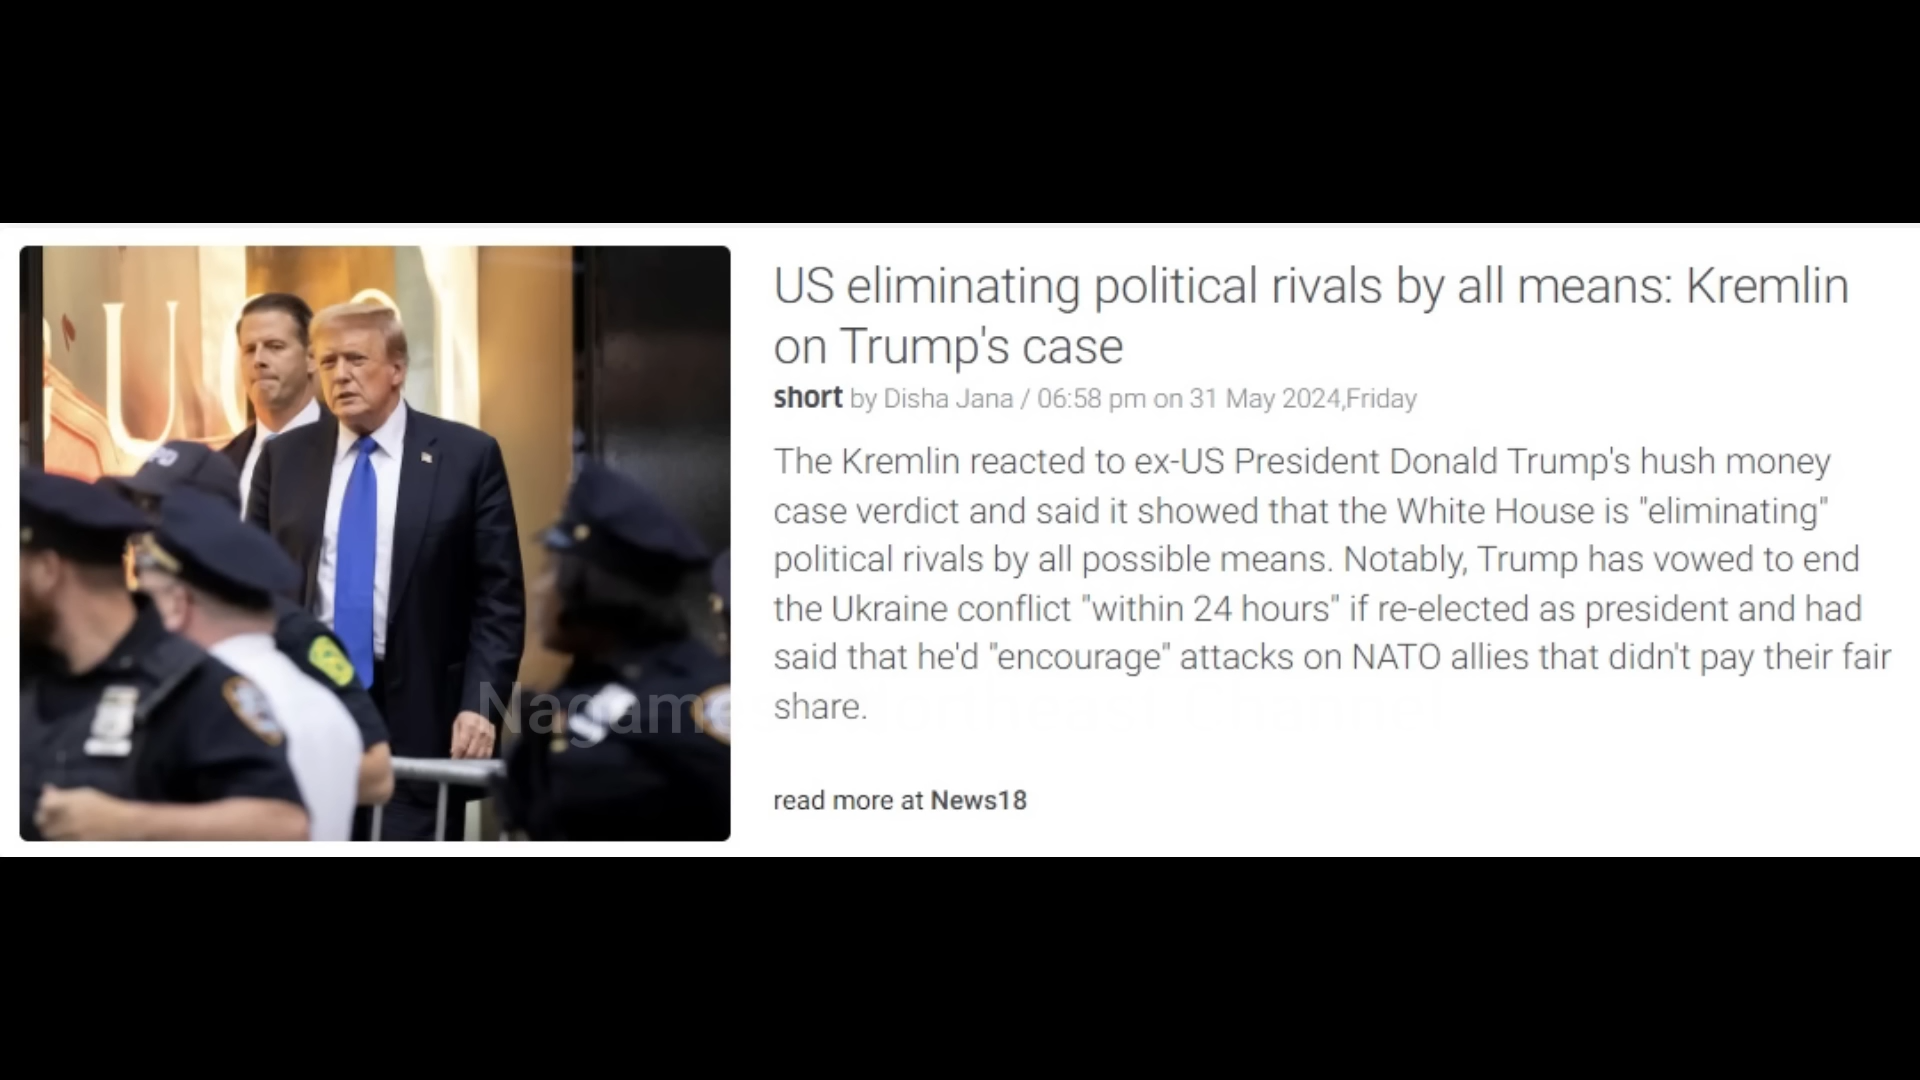 US eliminating political rivals by all means: Kremlin
on Trump's case
short by Disha Jana / 06:58 pm on 31 May 2024,Friday
The Kremlin reacted to ex-US President Donald Trump's hush money
case verdict and said it showed that the White House is "eliminating"
political rivals by all possible means. Notably, Trump has vowed to end
the Ukraine conflict "within 24 hours" if re-elected as president and had
said that he'd "encourage" attacks on NATO allies that didn't pay their fair
share.
read more at News18